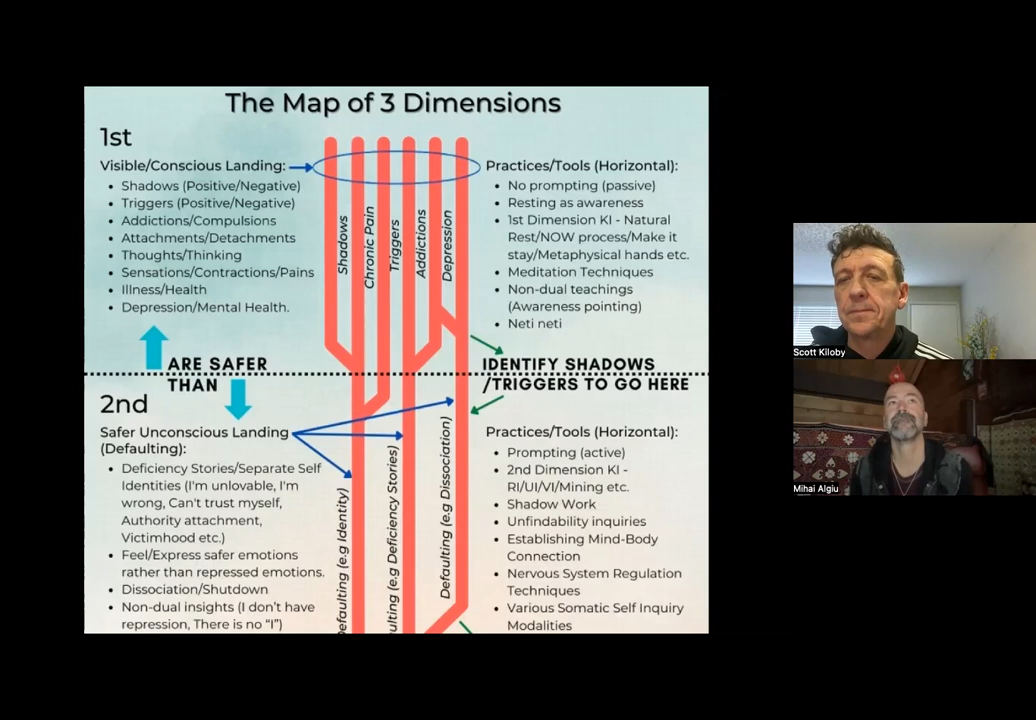 The Map of 3 Dimensions
1st
Visible/Conscious Landing:
• Shadows (Positive/Negative)
• Triggers (Positive/Negative)
• Addictions/Compulsions
• Attachments/Detachments
• Thoughts/Thinking
• Sensations/Contractions/Pains
• Illness/Health
• Depression/Mental Health.
Shadows
Chronic Pain
Triggers
Addictions
Depression
Practices/Tools (Horizontal):
• No prompting (passive)
• Resting as awareness
• 1st Dimension KI - Natural
Rest/NOW process/Make it
stay/Metaphysical hands etc.
• Meditation Techniques
• Non-dual teachings
(Awareness pointing)
• Neti neti
ARE SAFER
THAN
IDENTIFY SHADOWS
/TRIGGERS TO GO HERE
2nd
Safer Unconscious Landing
(Defaulting):
• Deficiency Stories/Separate Self
Identities (I'm unlovable, I'm
wrong, Can't trust myself,
Authority attachment,
Victimhood etc.)
• Feel/Express safer emotions
rather than repressed emotions.
• Dissociation/Shutdown
• Non-dual insights (I don't have
repression, There is no "I")
Defaulting (e.g Identity)
ulting (e.g Deficiency Stories)
Defaulting (e.g Dissociation)
Practices/Tools (Horizontal):
• Prompting (active)
• 2nd Dimension KI -
RI/UI/VI/Mining etc.
• Shadow Work
• Unfindability inquiries
• Establishing Mind-Body
Connection
• Nervous System Regulation
Techniques
• Various Somatic Self Inquiry
Modalities
Scott Kiloby
Mihai Algiu